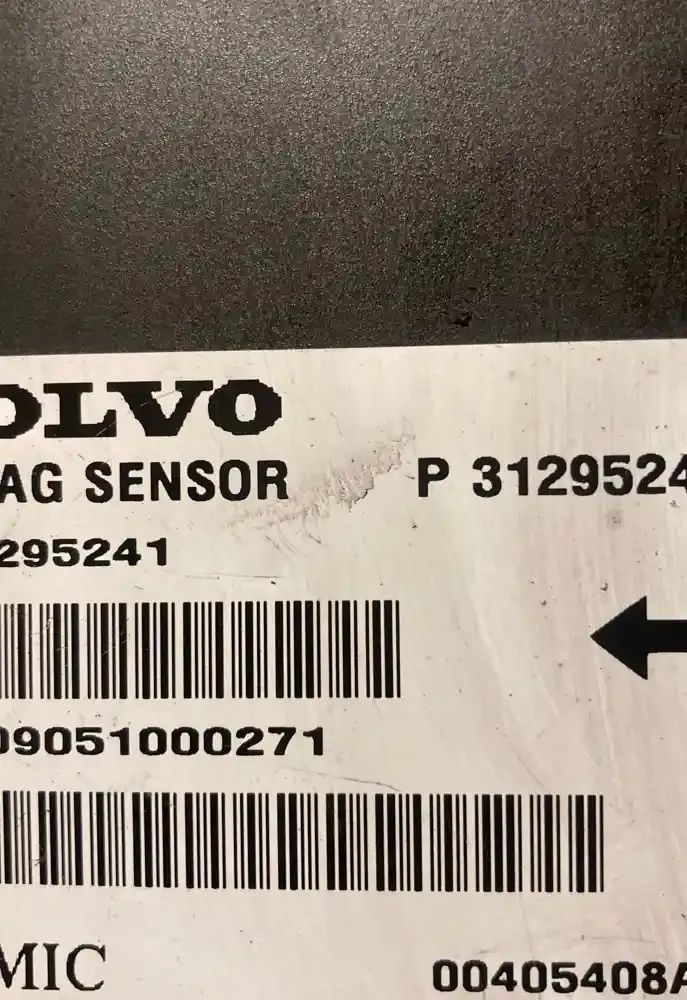 OLVO
AG SENSOR P 3129524
295241
09051000271
MIC
00405408A